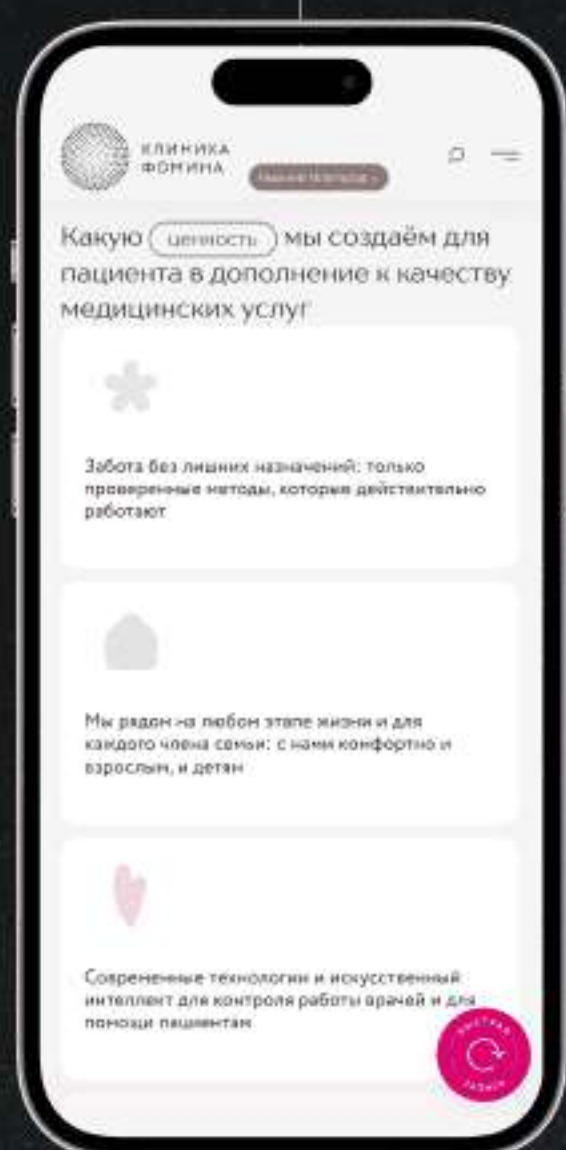 КЛИНИКА
ФОМИНА
Какую ценность мы создаём для
пациента в дополнение к качеству
медицинских услуг
Забота без лишних назначений: только
проверенные методы, которые действительно
работают
Мы рядом на любом этапе жизни и для
каждого члена семьи: с нами комфортно и
взрослым, и детям
Современные технологии и искусственный
интеллект для контроля работы врачей и для
помощи пациентам
БЫСТРАЯ
ЗАПИСЬ